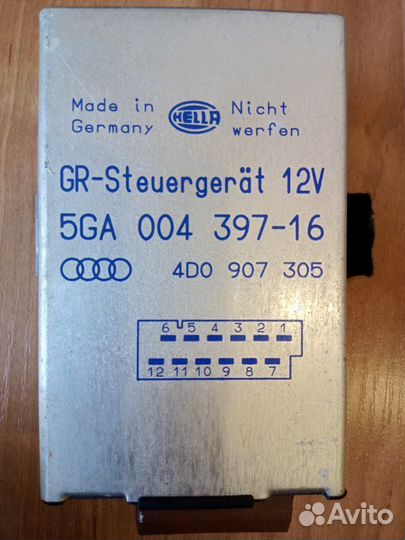 Made in Germany
HELLA
Nicht werfen
GR-Steuergerät 12V
5GA 004 397-16
4D0 907 305
6 5 4 3 2 1
12 11 10 9 8 7
Avito